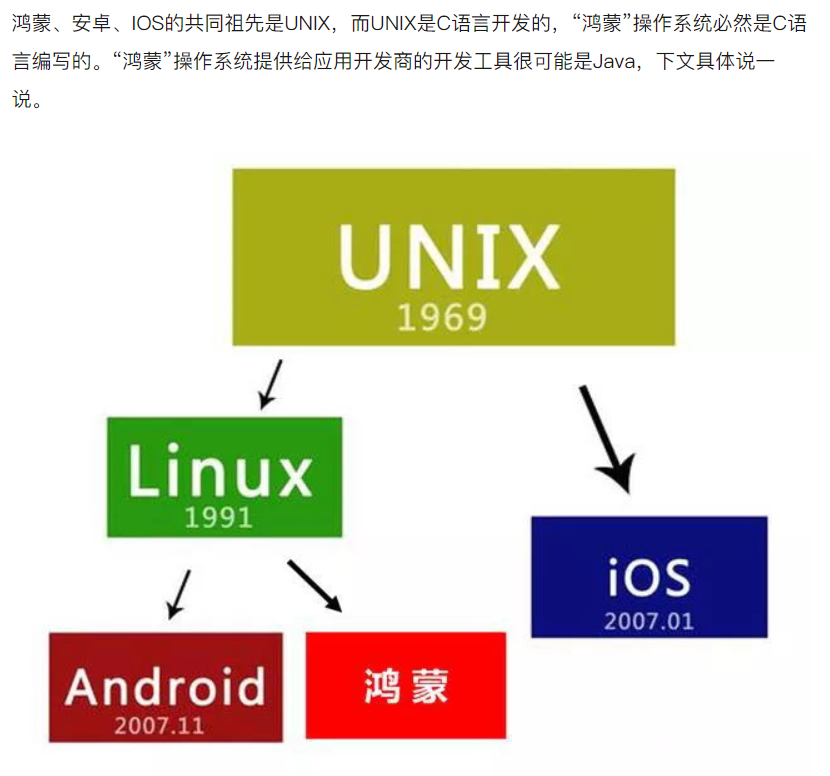 鸿蒙、安卓、IOS的共同祖先是UNIX，而UNIX是C语言开发的，“鸿蒙”操作系统必然是C语
言编写的。“鸿蒙”操作系统提供给应用开发商的开发工具很可能是Java，下文具体说一
说。
UNIX
1969
Linux
1991
iOS
2007.01
Android
2007.11
鸿蒙